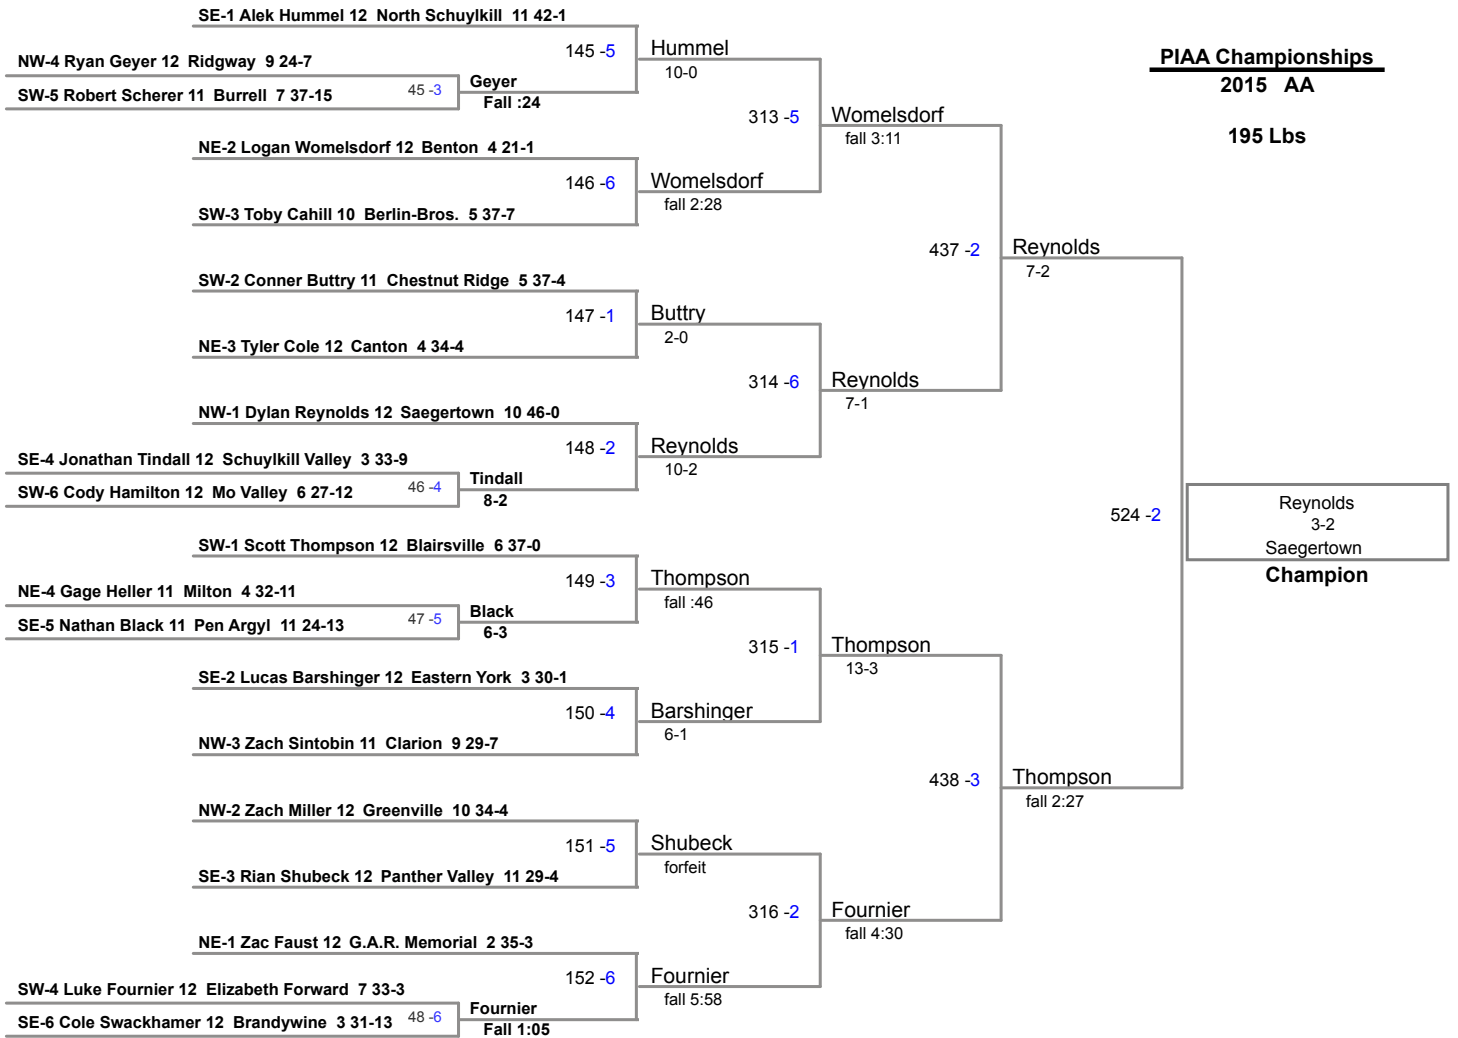 SE-1 Alek Hummel 12 North Schuylkill 11 42-1
145 -5
Hummel
10-0
PIAA Championships
2015 AA
195 Lbs
NW-4 Ryan Geyer 12 Ridgway 9 24-7
SW-5 Robert Scherer 11 Burrell 7 37-15
45 -3
Geyer
Fall :24
313 -5
Womelsdorf
fall 3:11
NE-2 Logan Womelsdorf 12 Benton 4 21-1
146 -6
Womelsdorf
fall 2:28
SW-3 Toby Cahill 10 Berlin-Bros. 5 37-7
437 -2
Reynolds
7-2
SW-2 Conner Buttry 11 Chestnut Ridge 5 37-4
147 -1
Buttry
2-0
NE-3 Tyler Cole 12 Canton 4 34-4
314 -6
Reynolds
7-1
NW-1 Dylan Reynolds 12 Saegertown 10 46-0
148 -2
Reynolds
10-2
SE-4 Jonathan Tindall 12 Schuylkill Valley 3 33-9
SW-6 Cody Hamilton 12 Mo Valley 6 27-12
46 -4
Tindall
8-2
524 -2
Reynolds
3-2
Saegertown
Champion
SW-1 Scott Thompson 12 Blairsville 6 37-0
149 -3
Thompson
fall :46
NE-4 Gage Heller 11 Milton 4 32-11
SE-5 Nathan Black 11 Pen Argyl 11 24-13
47 -5
Black
6-3
315 -1
Thompson
13-3
SE-2 Lucas Barshinger 12 Eastern York 3 30-1
150 -4
Barshinger
6-1
NW-3 Zach Sintobin 11 Clarion 9 29-7
438 -3
Thompson
fall 2:27
NW-2 Zach Miller 12 Greenville 10 34-4
151 -5
Shubeck
forfeit
SE-3 Rian Shubeck 12 Panther Valley 11 29-4
316 -2
Fournier
fall 4:30
NE-1 Zac Faust 12 G.A.R. Memorial 2 35-3
152 -6
Fournier
fall 5:58
SW-4 Luke Fournier 12 Elizabeth Forward 7 33-3
SE-6 Cole Swackhamer 12 Brandywine 3 31-13
48 -6
Fournier
Fall 1:05